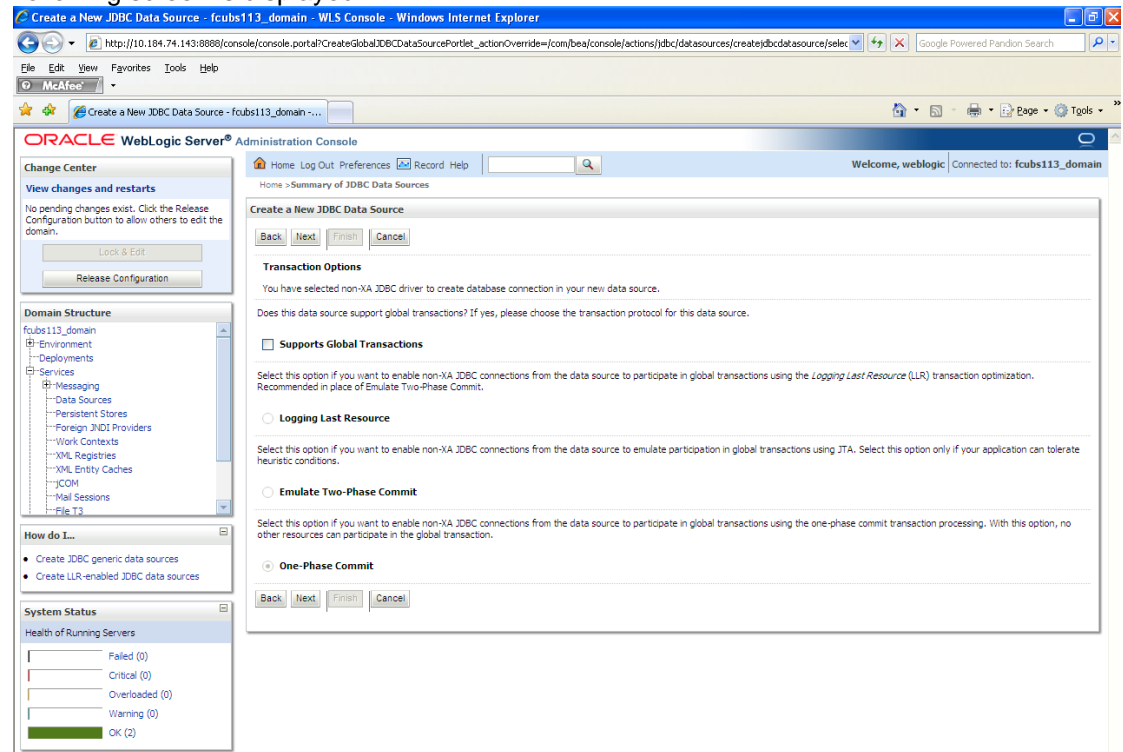 Create a New JDBC Data Source - fcubs113_domain - WLS Console - Windows Internet Explorer
http://10.184.74.143:8888/console/console.portal?CreateGlobalJDBCDataSourcePortlet_actionOverride=/com/bea/console/actions/jdbc/datasources/createjdbcdatasource/selec
Google Powered Pandion Search
File Edit View Favorites Tools Help
McAfee
Create a New JDBC Data Source - fcubs113_domain -...
Page Tools
ORACLE WebLogic Server® Administration Console
Change Center
View changes and restarts
No pending changes exist. Click the Release
Configuration button to allow others to edit the
domain.
Lock & Edit
Release Configuration
Domain Structure
fcubs113_domain
Environment
Deployments
Services
Messaging
Data Sources
Persistent Stores
Foreign JNDI Providers
Work Contexts
XML Registries
XML Entity Caches
jCOM
Mail Sessions
File T3
How do I...
Create JDBC generic data sources
Create LLR-enabled JDBC data sources
System Status
Health of Running Servers
Failed (0)
Critical (0)
Overloaded (0)
Warning (0)
OK (2)
Home Log Out Preferences Record Help
Welcome, weblogic Connected to: fcubs113_domain
Home >Summary of JDBC Data Sources
Create a New JDBC Data Source
Back Next Finish Cancel
Transaction Options
You have selected non-XA JDBC driver to create database connection in your new data source.
Does this data source support global transactions? If yes, please choose the transaction protocol for this data source.
Supports Global Transactions
Select this option if you want to enable non-XA JDBC connections from the data source to participate in global transactions using the Logging Last Resource (LLR) transaction optimization.
Recommended in place of Emulate Two-Phase Commit.
Logging Last Resource
Select this option if you want to enable non-XA JDBC connections from the data source to emulate participation in global transactions using JTA. Select this option only if your application can tolerate
heuristic conditions.
Emulate Two-Phase Commit
Select this option if you want to enable non-XA JDBC connections from the data source to participate in global transactions using the one-phase commit transaction processing. With this option, no
other resources can participate in the global transaction.
One-Phase Commit
Back Next Finish Cancel